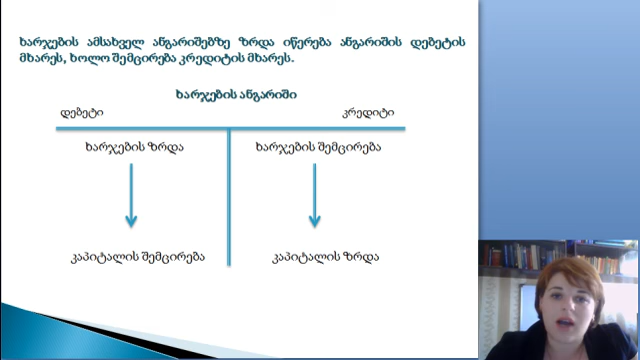 ხარჯების ამსახველ ანგარიშებზე ზრდა იწერება ანგარიშის დებეტის
მხარეს, ხოლო შემცირება კრედიტის მხარეს.
ხარჯების ანგარიში
დებეტი კრედიტი
ხარჯების ზრდა ხარჯების შემცირება
კაპიტალის შემცირება კაპიტალის ზრდა